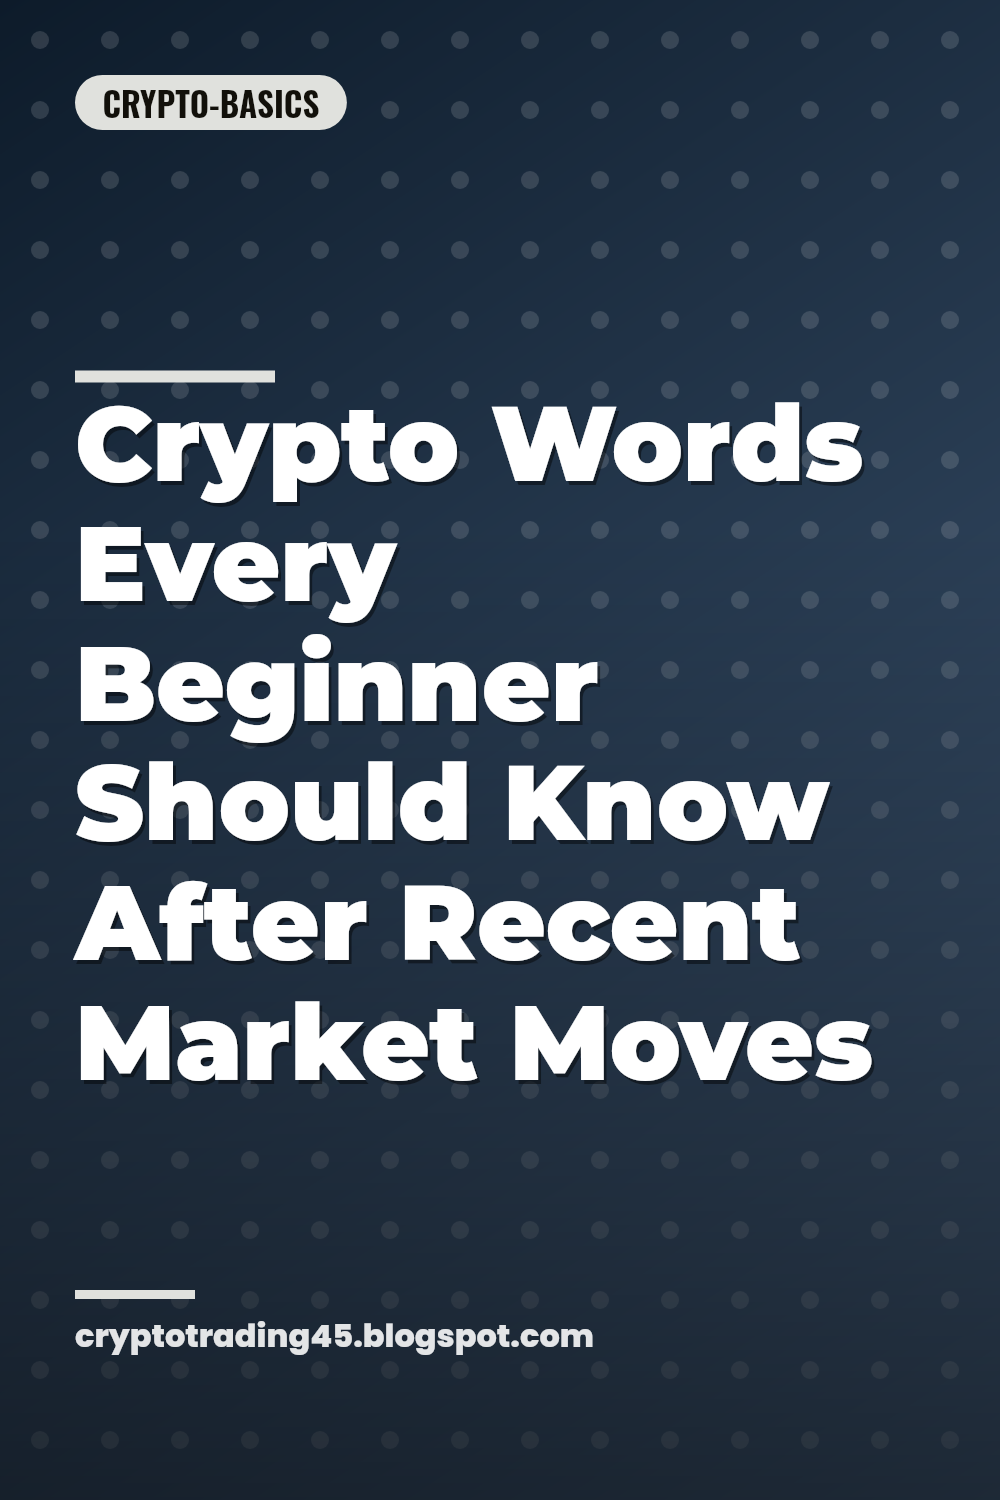 CRYPTO-BASICS
Crypto Words
Every
Beginner
Should Know
After Recent
Market Moves
cryptotrading45.blogspot.com